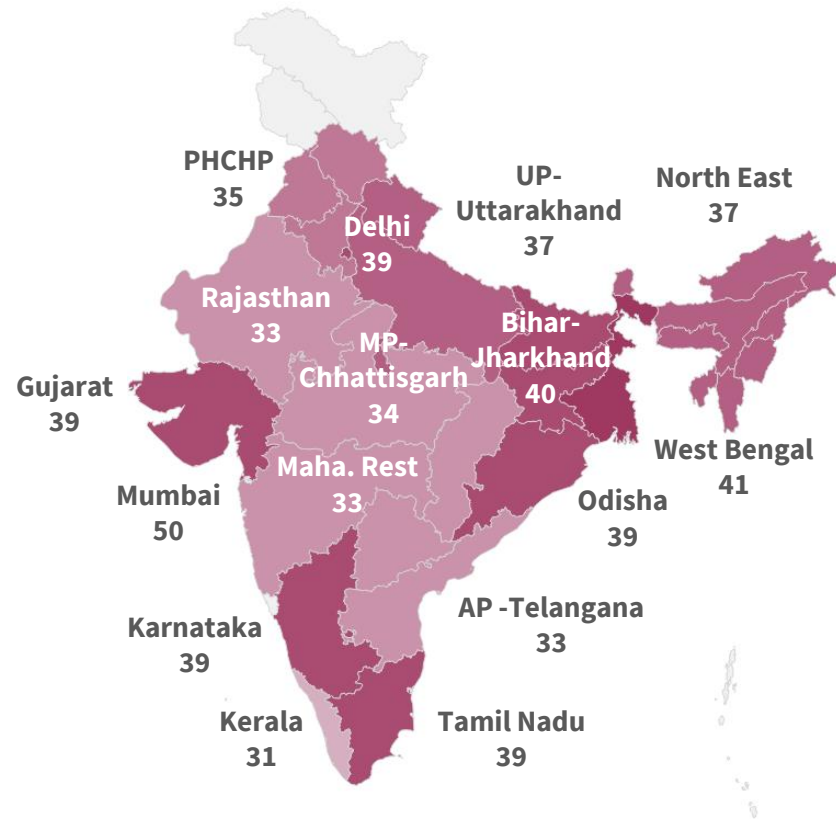 PHCHP
35
UP-
Uttarakhand
37
North East
37
Delhi
39
Rajasthan
33
MP-
Chhattisgarh
34
Bihar-
Jharkhand
40
Gujarat
39
Maha. Rest
33
West Bengal
41
Mumbai
50
Odisha
39
AP -Telangana
33
Karnataka
39
Kerala
31
Tamil Nadu
39